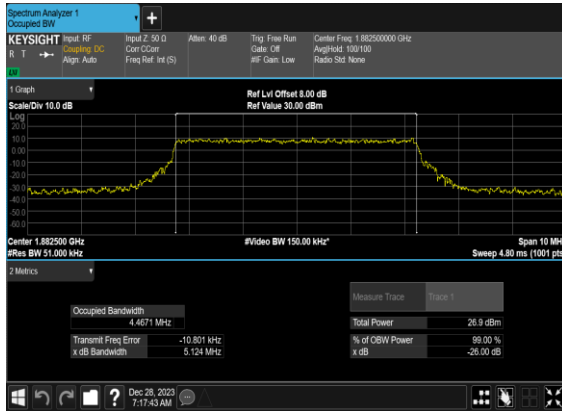 Spectrum Analyzer 1
Occupied BW
KEYSIGHT
R T
LW
Input: RF
Coupling: DC
Align: Auto
Input Z: 50 Ω
Corr CCorr
Freq Ref: Int (S)
Atten: 40 dB
Trig: Free Run
Gate: Off
#IF Gain: Low
Center Freq: 1.882500000 GHz
Avg|Hold: 100/100
Radio Std: None
1 Graph
Scale/Div 10.0 dB
Ref Lvl Offset 8.00 dB
Ref Value 30.00 dBm
Log
20.0
10.0
0.00
-10.0
-20.0
-30.0
-40.0
-50.0
-60.0
Center 1.882500 GHz
#Res BW 51.000 kHz
#Video BW 150.00 kHz*
Span 10 MH
Sweep 4.80 ms (1001 pts
2 Metrics
Measure Trace
Trace 1
Occupied Bandwidth
4.4671 MHz
Total Power
26.9 dBm
Transmit Freq Error
-10.801 kHz
% of OBW Power
99.00 %
x dB Bandwidth
5.124 MHz
x dB
-26.00 dB
Dec 28, 2023
7:17:43 AM